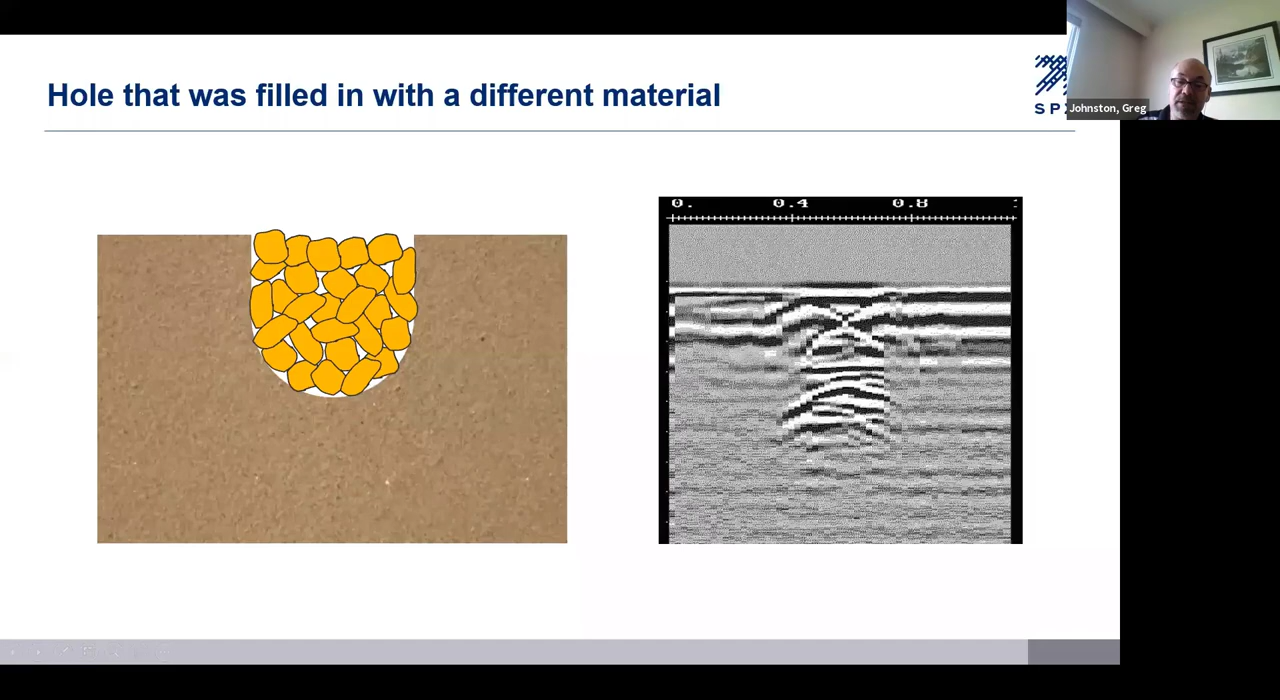 Hole that was filled in with a different material
SP
Johnston, Greg
0. 0.4 0.8